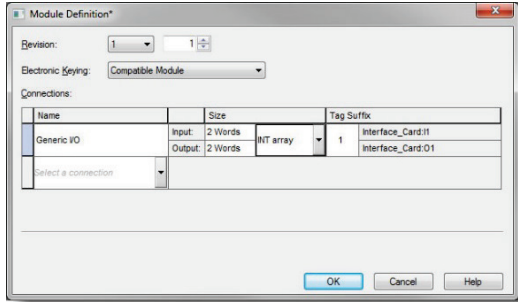 Module Definition*
Revision: 1 1
Electronic Keying: Compatible Module
Connections:
Name Size Tag Suffix
Generic I/O Input: 2 Words INT array 1 Interface_Card:I1
Output: 2 Words Interface_Card:O1
Select a connection
OK Cancel Help